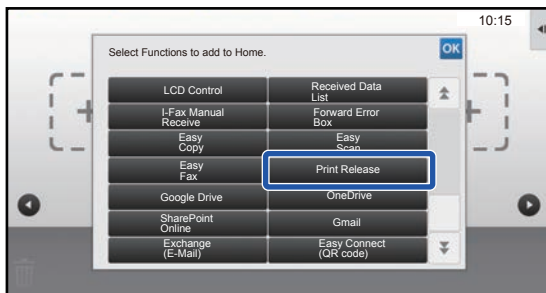 10:15
Select Functions to add to Home.
OK
LCD Control
Received Data
List
I-Fax Manual
Receive
Forward Error
Box
Easy
Copy
Easy
Scan
Easy
Fax
Print Release
Google Drive
OneDrive
SharePoint
Online
Gmail
Exchange
(E-Mail)
Easy Connect
(QR code)